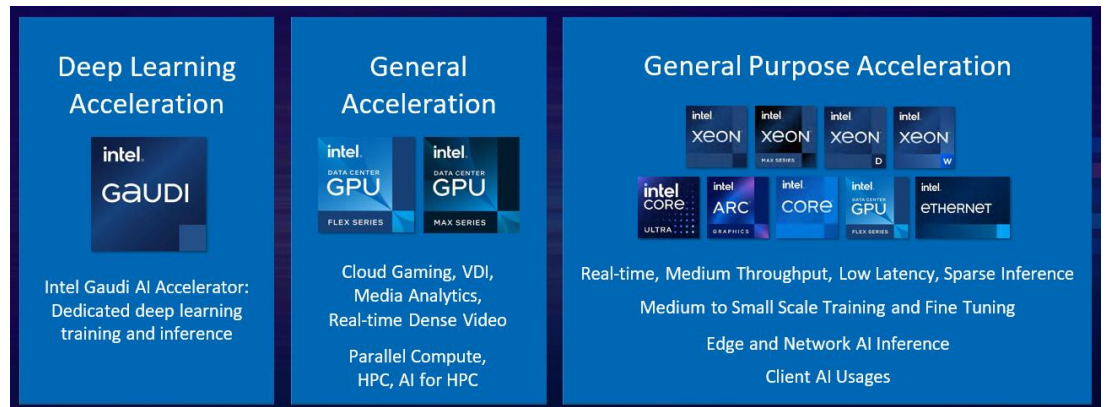 Deep Learning
Acceleration
intel.
GAUDI
Intel Gaudi AI Accelerator:
Dedicated deep learning
training and inference
General
Acceleration
intel.
DATA CENTER
GPU
FLEX SERIES
intel.
DATA CENTER
GPU
MAX SERIES
Cloud Gaming, VDI,
Media Analytics,
Real-time Dense Video
Parallel Compute,
HPC, AI for HPC
General Purpose Acceleration
intel.
xeon
intel.
xeon
MAX SERIES
intel.
xeon
D
intel.
xeon
W
intel
CORE
ULTRA
intel
ARC
GRAPHICS
intel.
CORE
intel.
DATA CENTER
GPU
FLEX SERIES
intel.
eTHERNET
Real-time, Medium Throughput, Low Latency, Sparse Inference
Medium to Small Scale Training and Fine Tuning
Edge and Network AI Inference
Client AI Usages